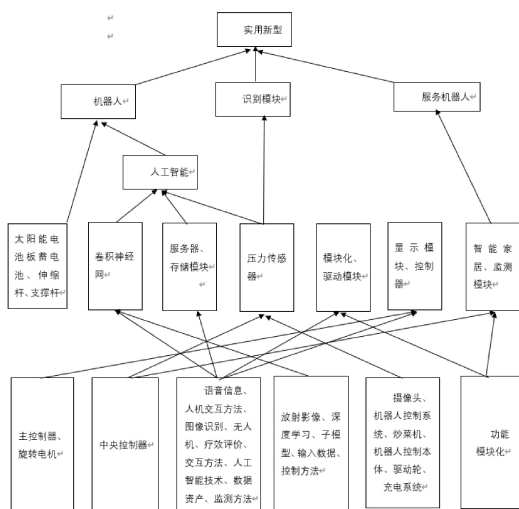 实用新型
机器人
识别模块
服务机器人
人工智能
太阳能电
池板蓄电
池、伸缩
杆、支撑杆
卷积神经
网
服务器、
存储模块
压力传感
器
模块化、
驱动模块
显示模
块、控制
器
智能家
居、监测
模块
主控制器、
旋转电机
中央控制器
语音信息、
人机交互方法、
图像识别、无人
机、疗效评价、
交互方法、人工
智能技术、数据
资产、监测方法
放射影像、深
度学习、子模
型、输入数据、
控制方法
摄像头、
机器人控制系
统、炒菜机、
机器人控制本
体、驱动轮、
充电系统
功能
模块化